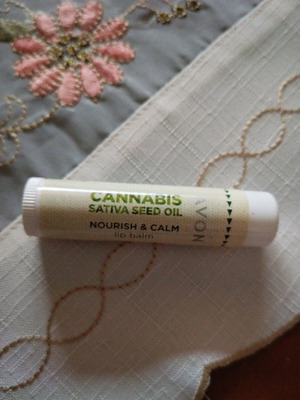 CANNABIS
SATIVA SEED OIL
NOURISH & CALM
lip balm
AVON